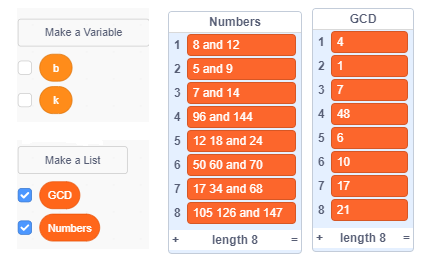 Make a Variable
b
k
Make a List
GCD
Numbers
Numbers
1 8 and 12
2 5 and 9
3 7 and 14
4 96 and 144
5 12 18 and 24
6 50 60 and 70
7 17 34 and 68
8 105 126 and 147
+ length 8 =
GCD
1 4
2 1
3 7
4 48
5 6
6 10
7 17
8 21
+ length 8 =